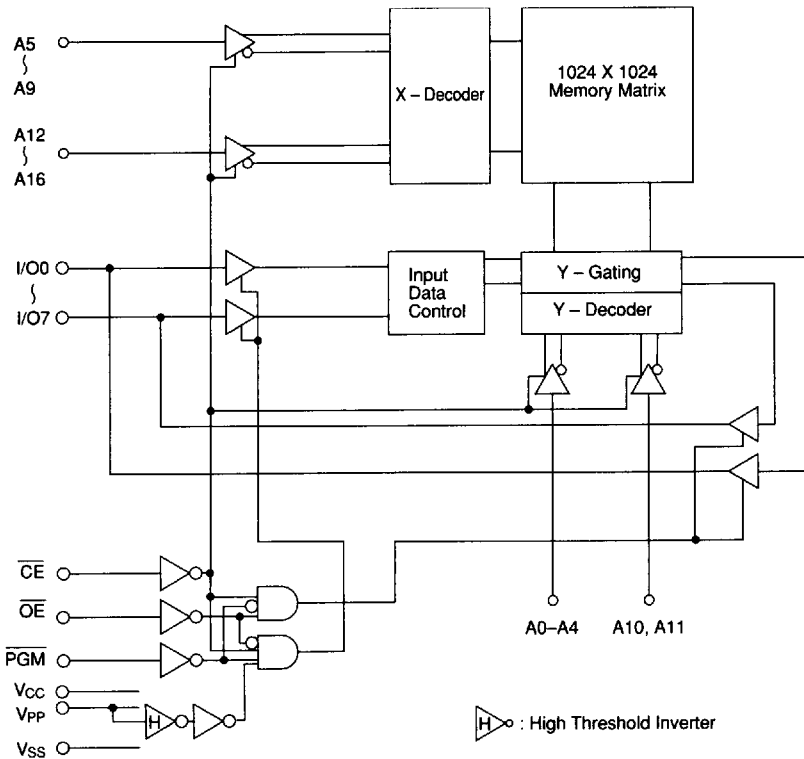 A5
A9
A12
A16
X – Decoder
1024 X 1024
Memory Matrix
I/O0
I/O7
Input
Data
Control
Y – Gating
Y – Decoder
CE
OE
PGM
VCC
VPP
VSS
H
A0–A4
A10, A11
H : High Threshold Inverter